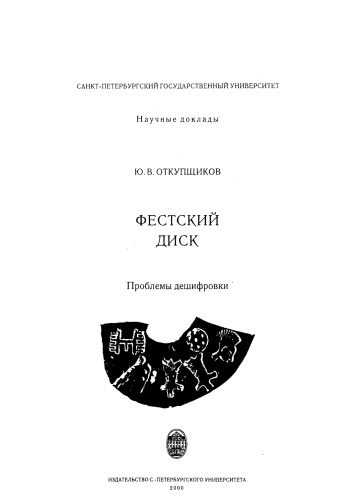 САНКТ-ПЕТЕРБУРГСКИЙ ГОСУДАРСТВЕННЫЙ УНИВЕРСИТЕТ
Научные доклады
Ю. В. ОТКУПЩИКОВ
ФЕСТСКИЙ
ДИСК
Проблемы дешифровки
ИЗДАТЕЛЬСТВО С.-ПЕТЕРБУРГСКОГО УНИВЕРСИТЕТА
2000